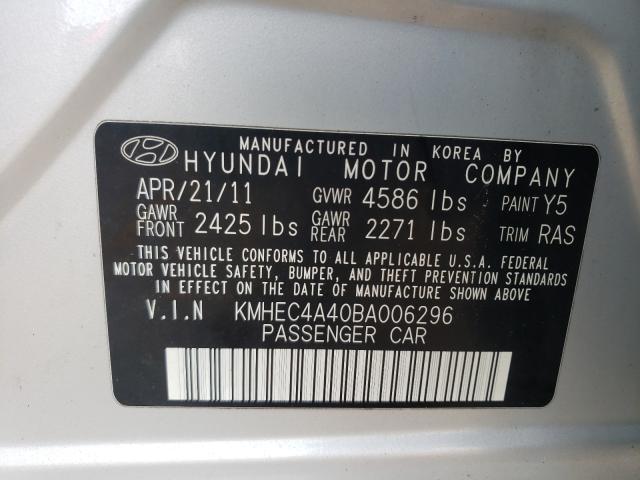 MANUFACTURED IN KOREA BY
HYUNDAI MOTOR COMPANY
APR/21/11 GVWR 4586 lbs PAINT Y5
GAWR FRONT 2425 lbs GAWR REAR 2271 lbs TRIM RAS
THIS VEHICLE CONFORMS TO ALL APPLICABLE U.S.A. FEDERAL
MOTOR VEHICLE SAFETY, BUMPER, AND THEFT PREVENTION STANDARDS
IN EFFECT ON THE DATE OF MANUFACTURE SHOWN ABOVE
V.I.N KMHEC4A40BA006296
PASSENGER CAR